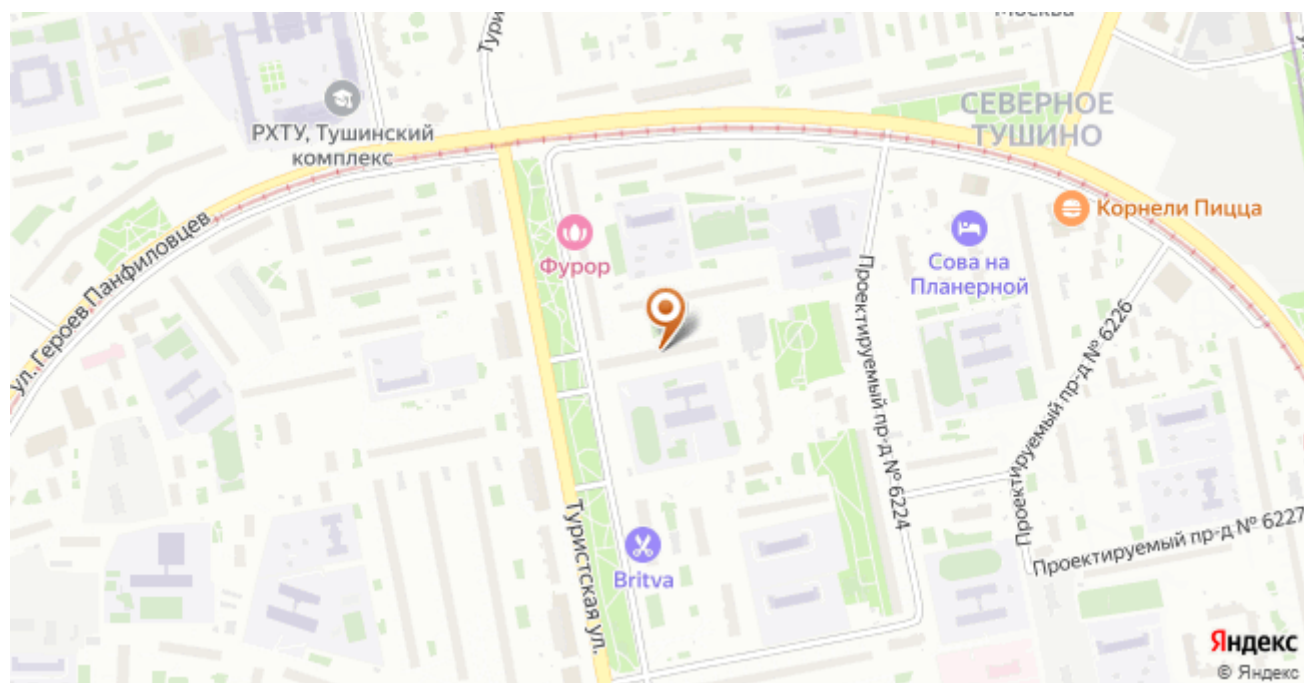 Москва
Тури
СЕВЕРНОЕ
ТУШИНО
РХТУ, Тушинский
комплекс
Корнели Пицца
ул. Героев Панфиловцев
Фурор
Сова на
Планерной
Проектируемый пр-д № 6224
Проектируемый пр-д № 6226
Туристская ул.
Britva
Проектируемый пр-д № 6227
Яндекс
© Яндекс